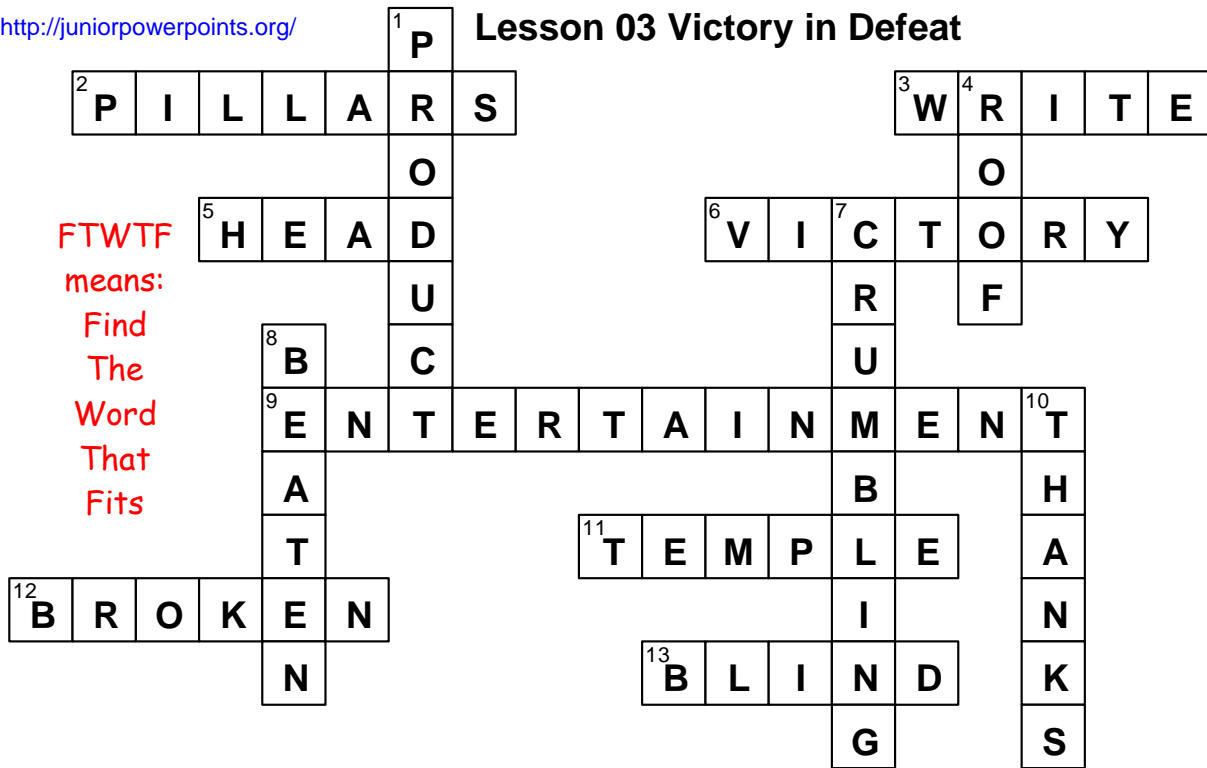 http://juniorpowerpoints.org/
Lesson 03 Victory in Defeat
1 P
2 P I L L A R S
3 W 4 R I T E
O
O
5 H E A D
6 V I 7 C T O R Y
U
R
F
8 B
C
U
9 E N T E R T A I N M E N 10 T
A
B
H
T
11 T E M P L E
A
12 B R O K E N
I
N
N
13 B L I N D
K
G
S
FTWTF
means:
Find
The
Word
That
Fits